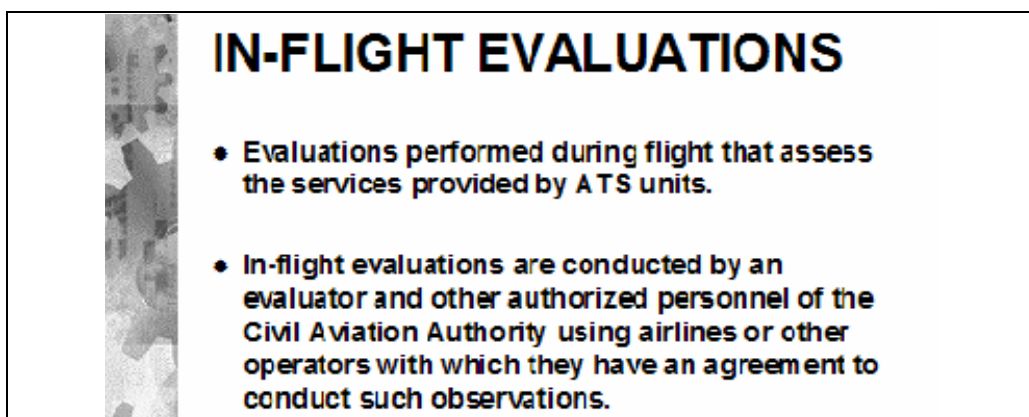 IN-FLIGHT EVALUATIONS
• Evaluations performed during flight that assess
the services provided by ATS units.
• In-flight evaluations are conducted by an
evaluator and other authorized personnel of the
Civil Aviation Authority using airlines or other
operators with which they have an agreement to
conduct such observations.